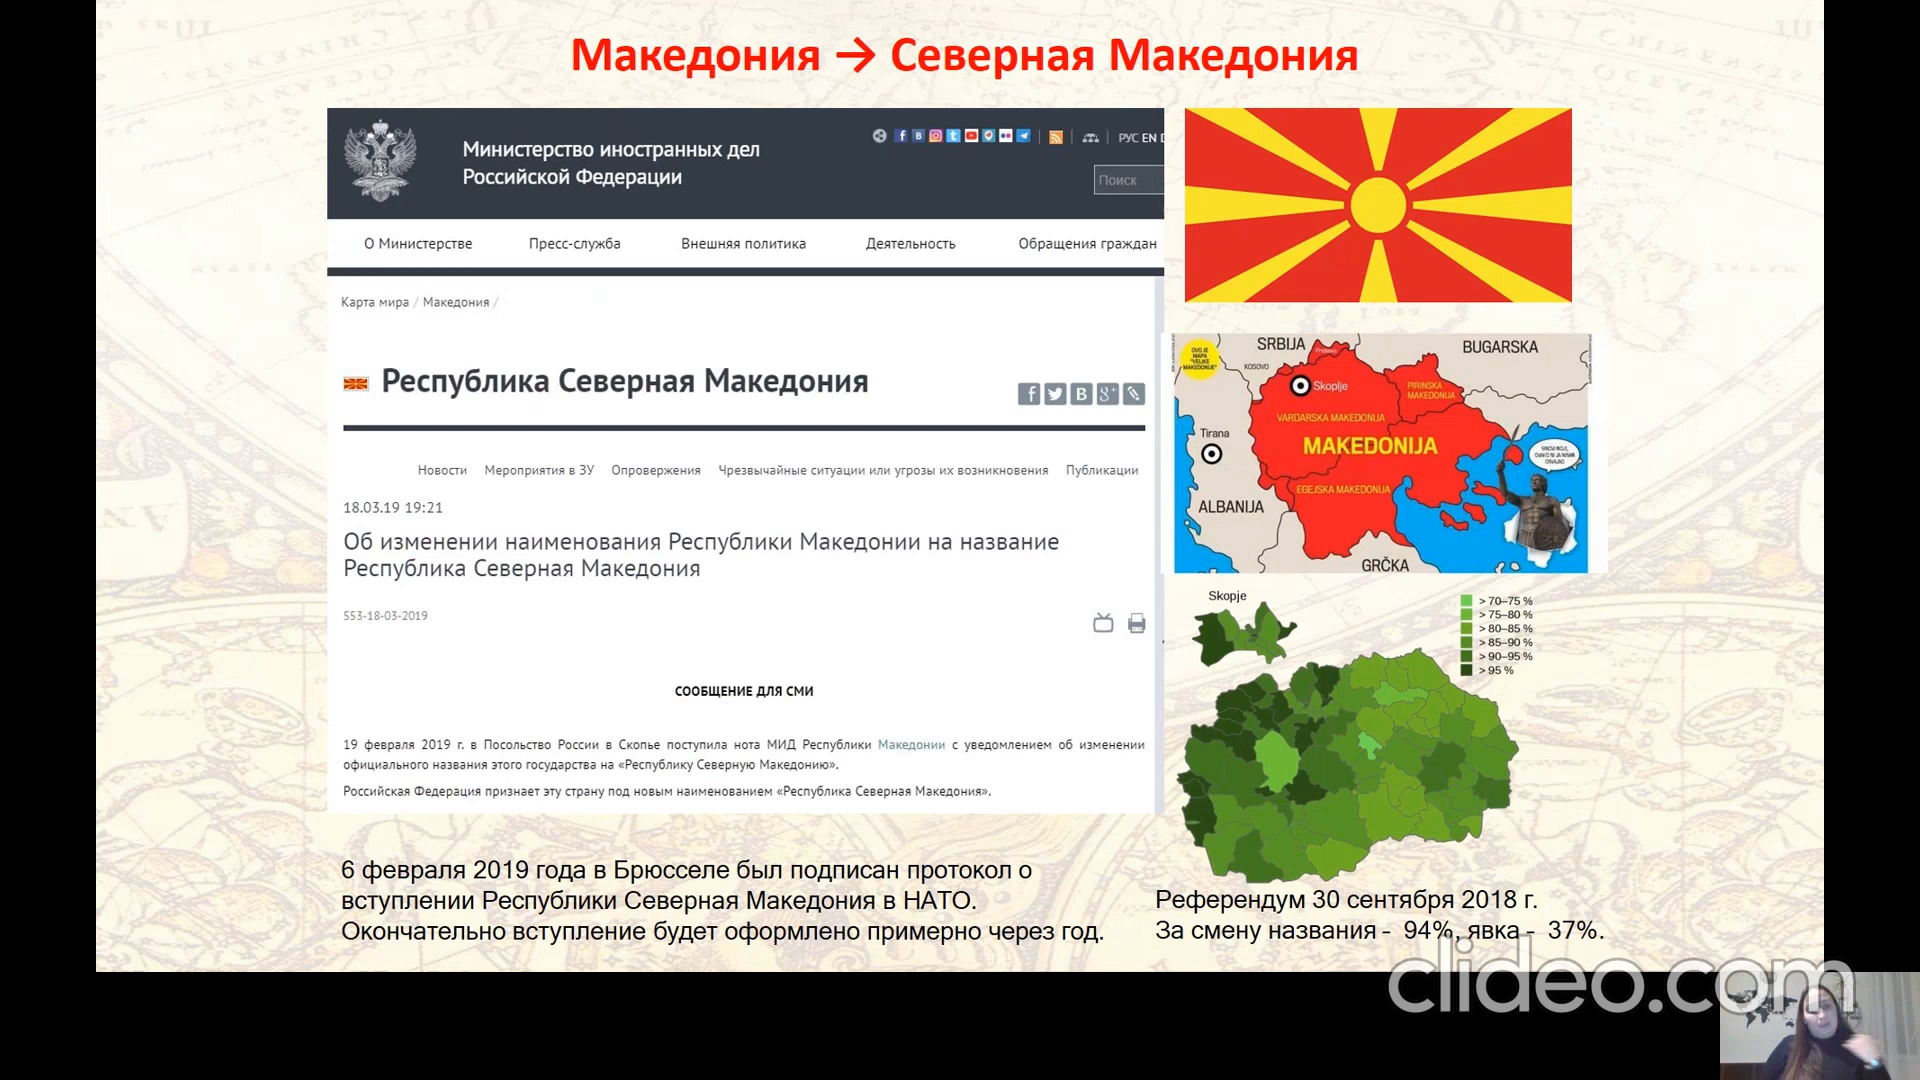 Македония → Северная Македония
Министерство иностранных дел
Российской Федерации
РУС EN
Поиск
О Министерстве
Пресс-служба
Внешняя политика
Деятельность
Обращения граждан
Карта мира / Македония /
Республика Северная Македония
Новости
Мероприятия в ЗУ
Опровержения
Чрезвычайные ситуации или угрозы их возникновения
Публикации
18.03.19 19:21
Об изменении наименования Республики Македонии на название
Республика Северная Македония
553-18-03-2019
СООБЩЕНИЕ ДЛЯ СМИ
19 февраля 2019 г. в Посольство России в Скопье поступила нота МИД Республики Македонии с уведомлением об изменении
официального названия этого государства на «Республику Северную Македонию».
Российская Федерация признает эту страну под новым наименованием «Республика Северная Македония».
6 февраля 2019 года в Брюсселе был подписан протокол о
вступлении Республики Северная Македония в НАТО.
Окончательно вступление будет оформлено примерно через год.
OVO JE
MAPA
"VELIKE
MAKEDONIJE"
SRBIJA
BUGARSKA
KOSOVO
Skoplje
PIRINSKA
MAKEDONIJA
VARDARSKA MAKEDONIJA
MAKEDONIJA
Tirana
EGEJSKA MAKEDONIJA
ALBANIJA
GRČKA
Skopje
> 70–75 %
> 75–80 %
> 80–85 %
> 85–90 %
> 90–95 %
> 95 %
Референдум 30 сентября 2018 г.
За смену названия - 94%, явка - 37%.
clideo.com